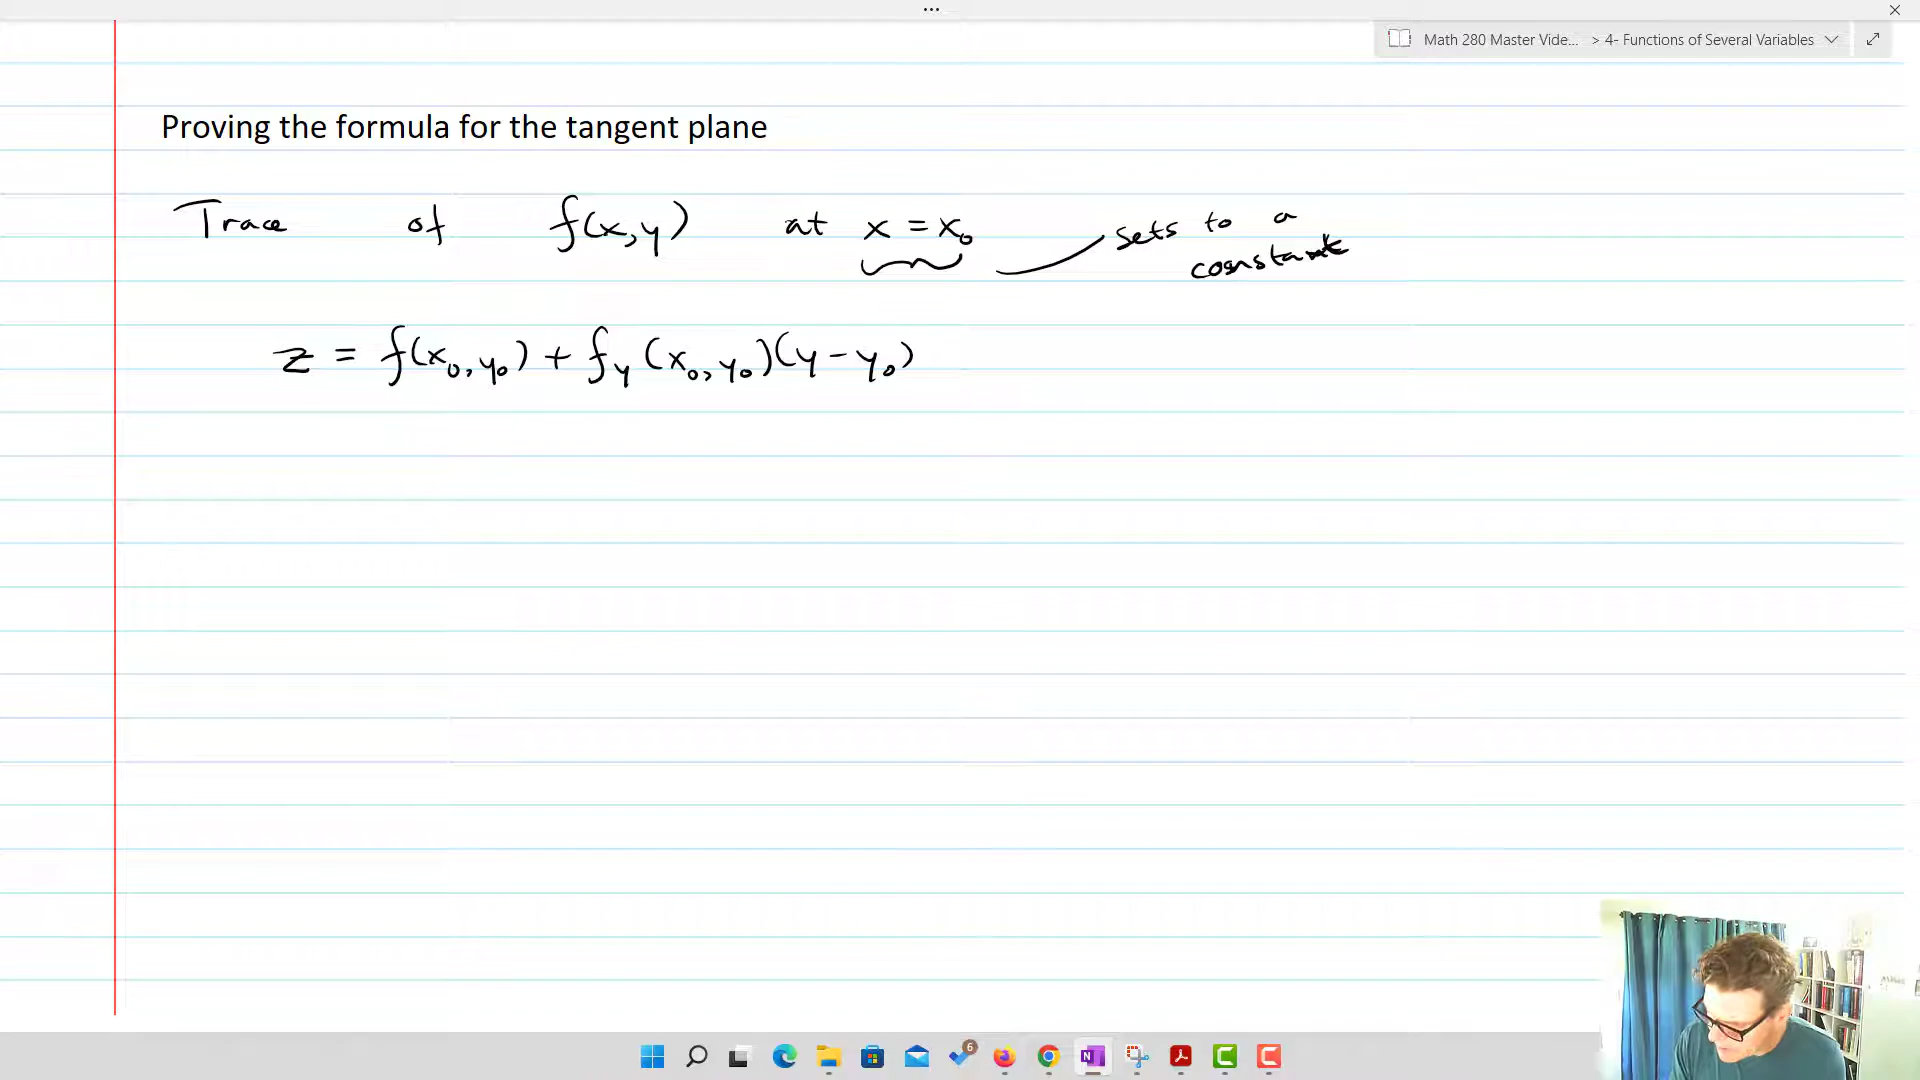 Math 280 Master Vide... > 4- Functions of Several Variables
Proving the formula for the tangent plane
Trace of f(x,y) at x = x₀ sets to a
constant
z = f(x₀,y₀) + f_y (x₀,y₀)(y - y₀)
6